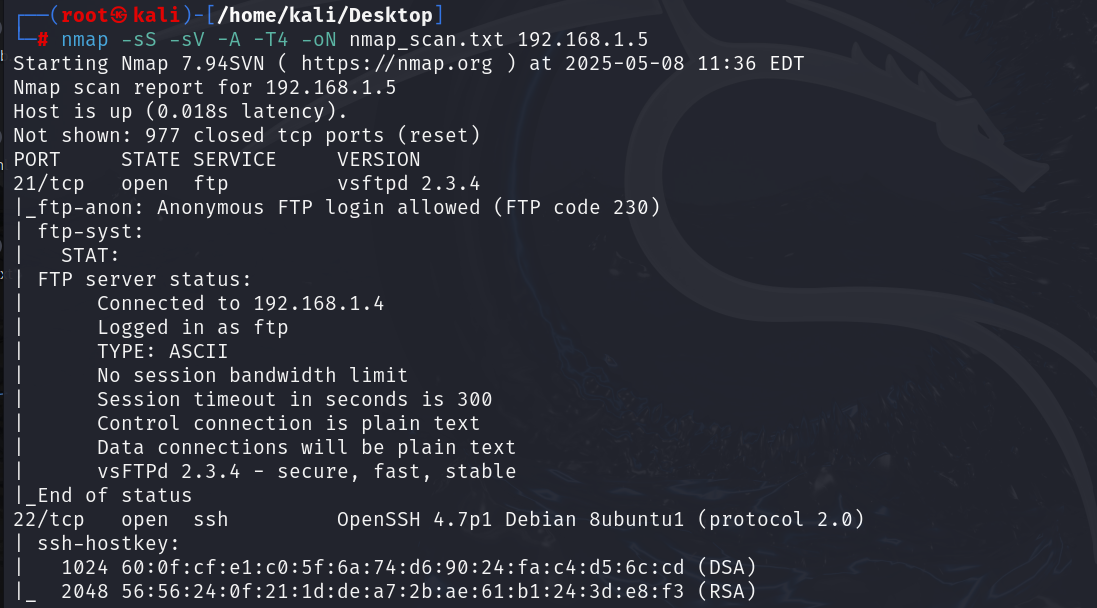 ┌──(root㉿kali)-[/home/kali/Desktop]
└─# nmap -sS -sV -A -T4 -oN nmap_scan.txt 192.168.1.5
Starting Nmap 7.94SVN ( https://nmap.org ) at 2025-05-08 11:36 EDT
Nmap scan report for 192.168.1.5
Host is up (0.018s latency).
Not shown: 977 closed tcp ports (reset)
PORT     STATE SERVICE     VERSION
21/tcp   open  ftp         vsftpd 2.3.4
|_ftp-anon: Anonymous FTP login allowed (FTP code 230)
| ftp-syst:
|   STAT:
| FTP server status:
|      Connected to 192.168.1.4
|      Logged in as ftp
|      TYPE: ASCII
|      No session bandwidth limit
|      Session timeout in seconds is 300
|      Control connection is plain text
|      Data connections will be plain text
|      vsFTPd 2.3.4 - secure, fast, stable
|_End of status
22/tcp   open  ssh         OpenSSH 4.7p1 Debian 8ubuntu1 (protocol 2.0)
| ssh-hostkey:
|   1024 60:0f:cf:e1:c0:5f:6a:74:d6:90:24:fa:c4:d5:6c:cd (DSA)
|_  2048 56:56:24:0f:21:1d:de:a7:2b:ae:61:b1:24:3d:e8:f3 (RSA)